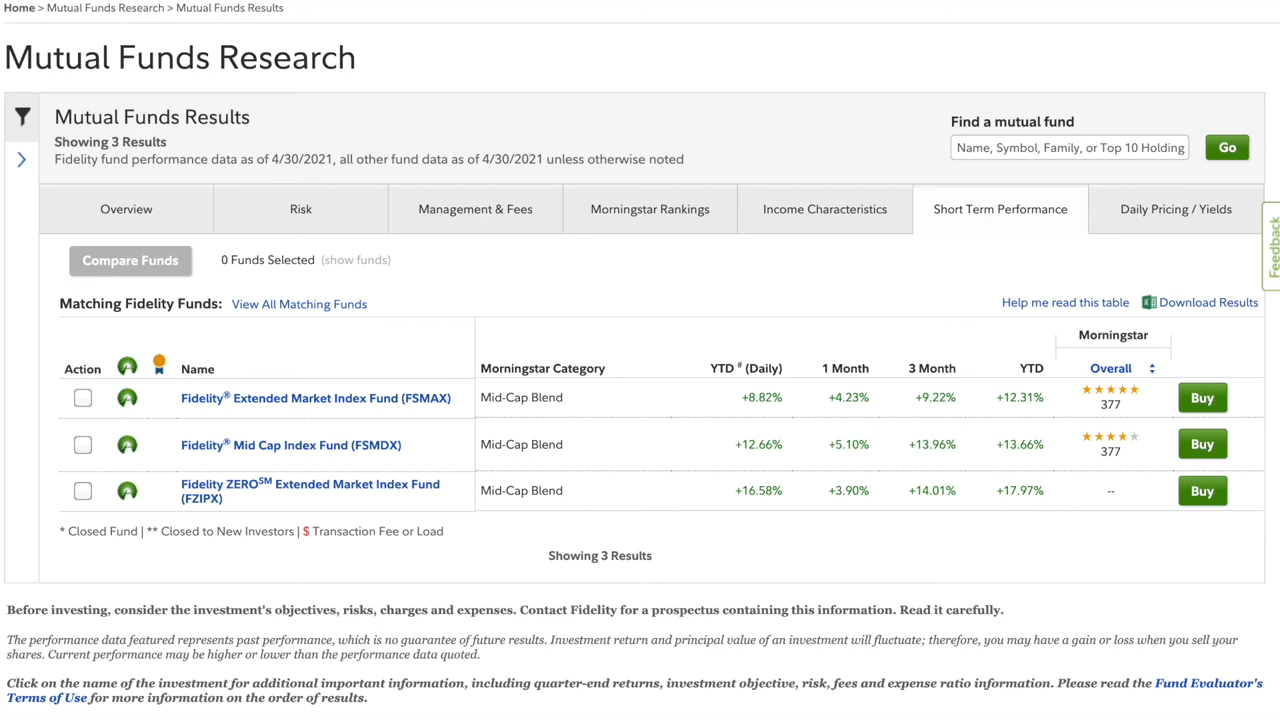 Home > Mutual Funds Research > Mutual Funds Results
Mutual Funds Research
Mutual Funds Results
Showing 3 Results
Fidelity fund performance data as of 4/30/2021, all other fund data as of 4/30/2021 unless otherwise noted
Find a mutual fund
Name, Symbol, Family, or Top 10 Holding
Go
Overview
Risk
Management & Fees
Morningstar Rankings
Income Characteristics
Short Term Performance
Daily Pricing / Yields
Feedback
Compare Funds
0 Funds Selected (show funds)
Matching Fidelity Funds: View All Matching Funds
Help me read this table
Download Results
Morningstar
Action Name Morningstar Category YTD # (Daily) 1 Month 3 Month YTD Overall
Fidelity® Extended Market Index Fund (FSMAX) Mid-Cap Blend +8.82% +4.23% +9.22% +12.31% ★★★★★ Buy
377
Fidelity® Mid Cap Index Fund (FSMDX) Mid-Cap Blend +12.66% +5.10% +13.96% +13.66% ★★★★★ Buy
377
Fidelity ZERO℠ Extended Market Index Fund
(FZIPX) Mid-Cap Blend +16.58% +3.90% +14.01% +17.97% -- Buy
* Closed Fund | ** Closed to New Investors | $ Transaction Fee or Load
Showing 3 Results
Before investing, consider the investment's objectives, risks, charges and expenses. Contact Fidelity for a prospectus containing this information. Read it carefully.
The performance data featured represents past performance, which is no guarantee of future results. Investment return and principal value of an investment will fluctuate; therefore, you may have a gain or loss when you sell your
shares. Current performance may be higher or lower than the performance data quoted.
Click on the name of the investment for additional important information, including quarter-end returns, investment objective, risk, fees and expense ratio information. Please read the Fund Evaluator's
Terms of Use for more information on the order of results.